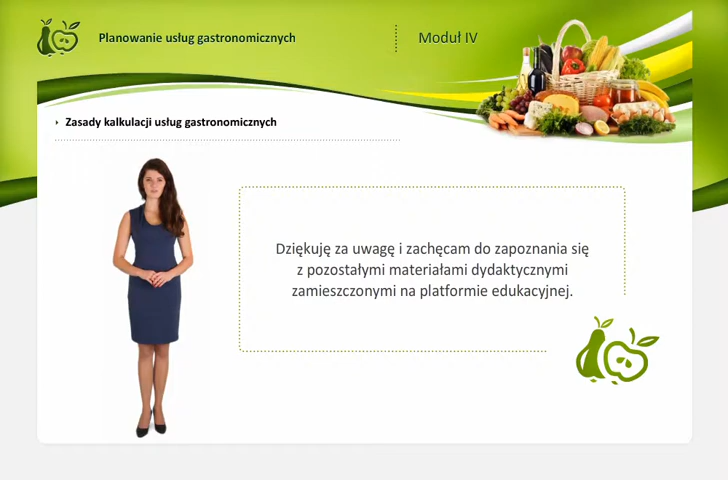 Planowanie usług gastronomicznych
Moduł IV
Zasady kalkulacji usług gastronomicznych
Dziękuję za uwagę i zachęcam do zapoznania się
z pozostałymi materiałami dydaktycznymi
zamieszczonymi na platformie edukacyjnej.